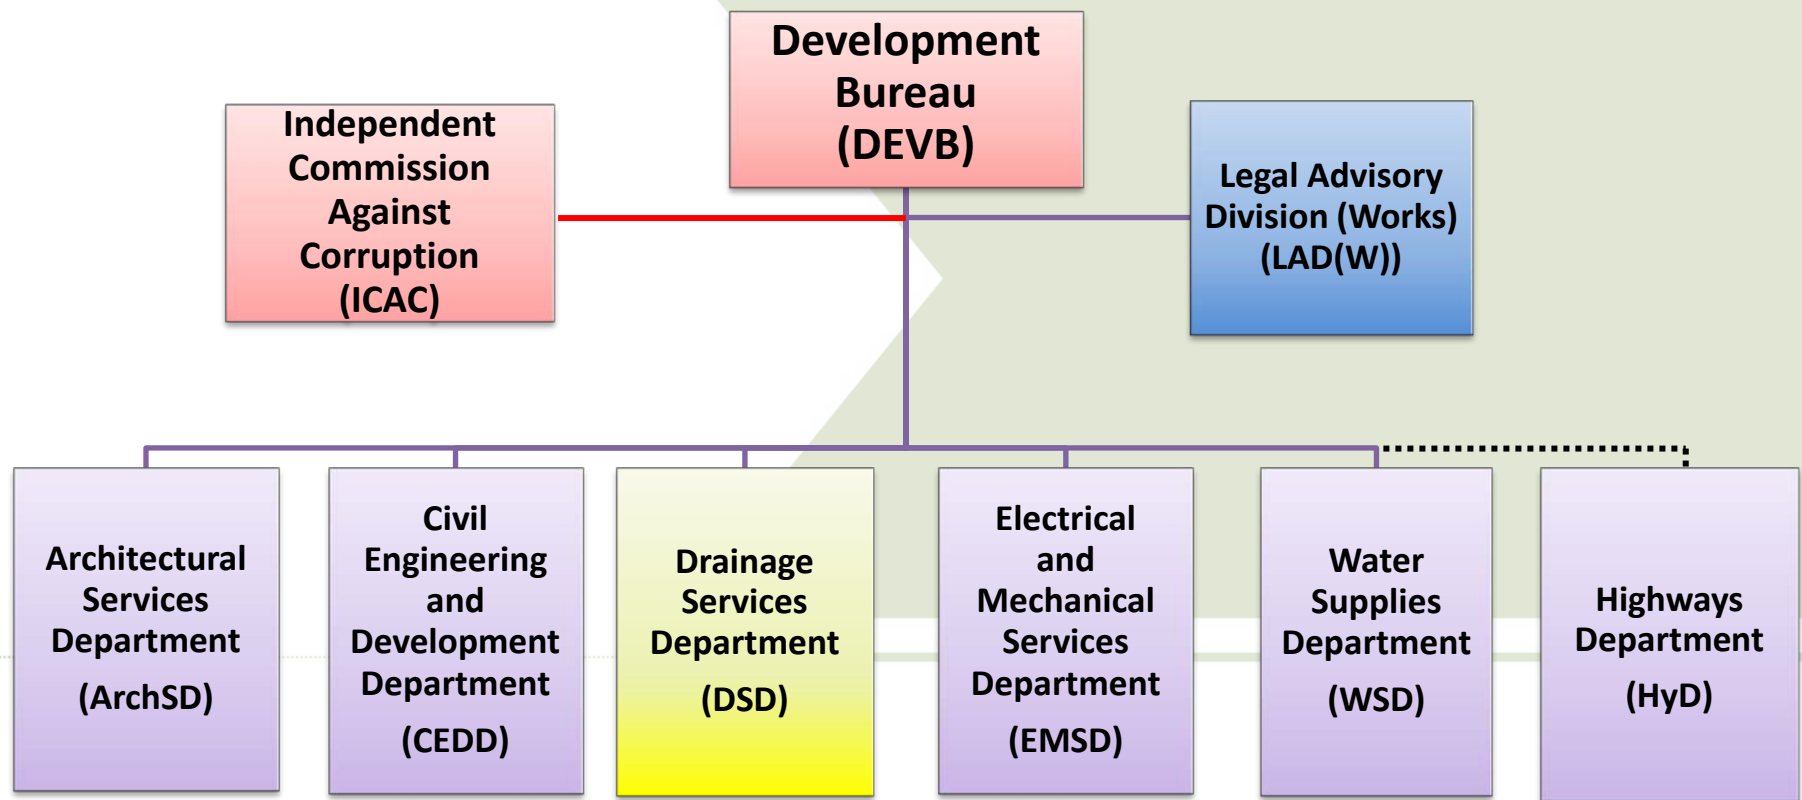 Development
Bureau
(DEVB)
Independent
Commission
Against
Corruption
(ICAC)
Legal Advisory
Division (Works)
(LAD(W))
Architectural
Services
Department
(ArchSD)
Civil
Engineering
and
Development
Department
(CEDD)
Drainage
Services
Department
(DSD)
Electrical
and
Mechanical
Services
Department
(EMSD)
Water
Supplies
Department
(WSD)
Highways
Department
(HyD)